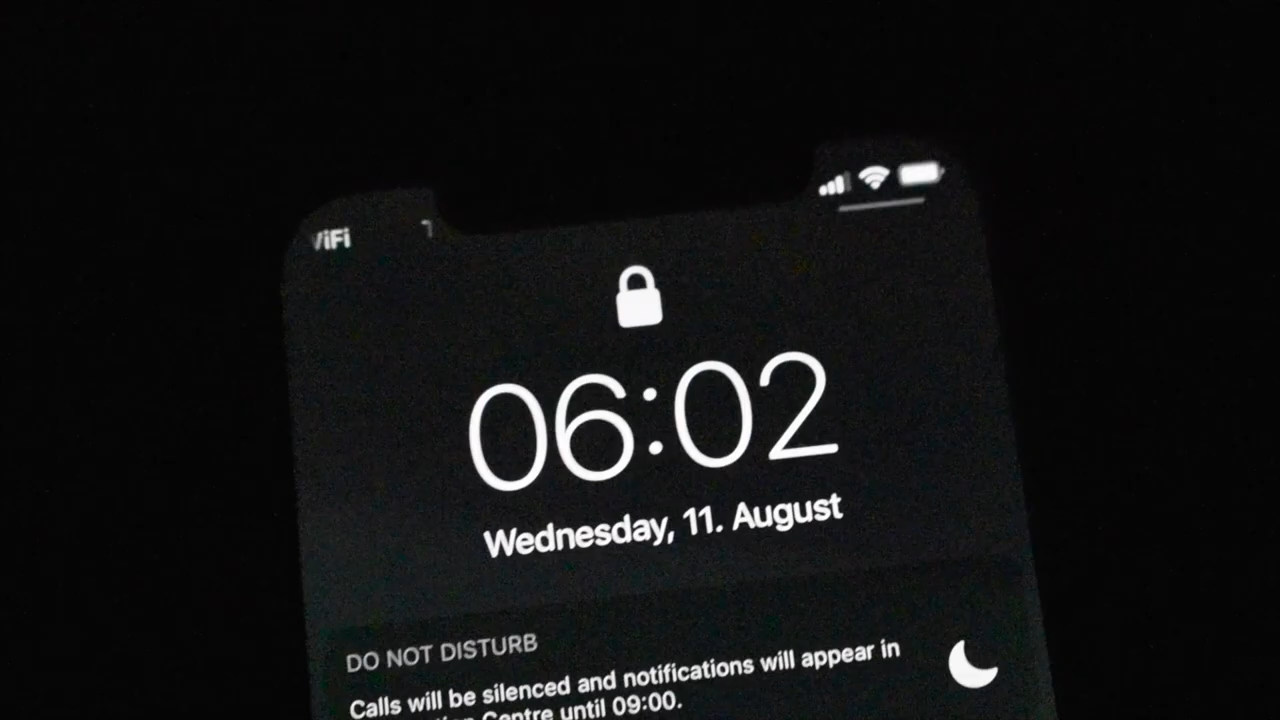 06:02
Wednesday, 11. August
DO NOT DISTURB
Calls will be silenced and notifications will appear in
Centre until 09:00.